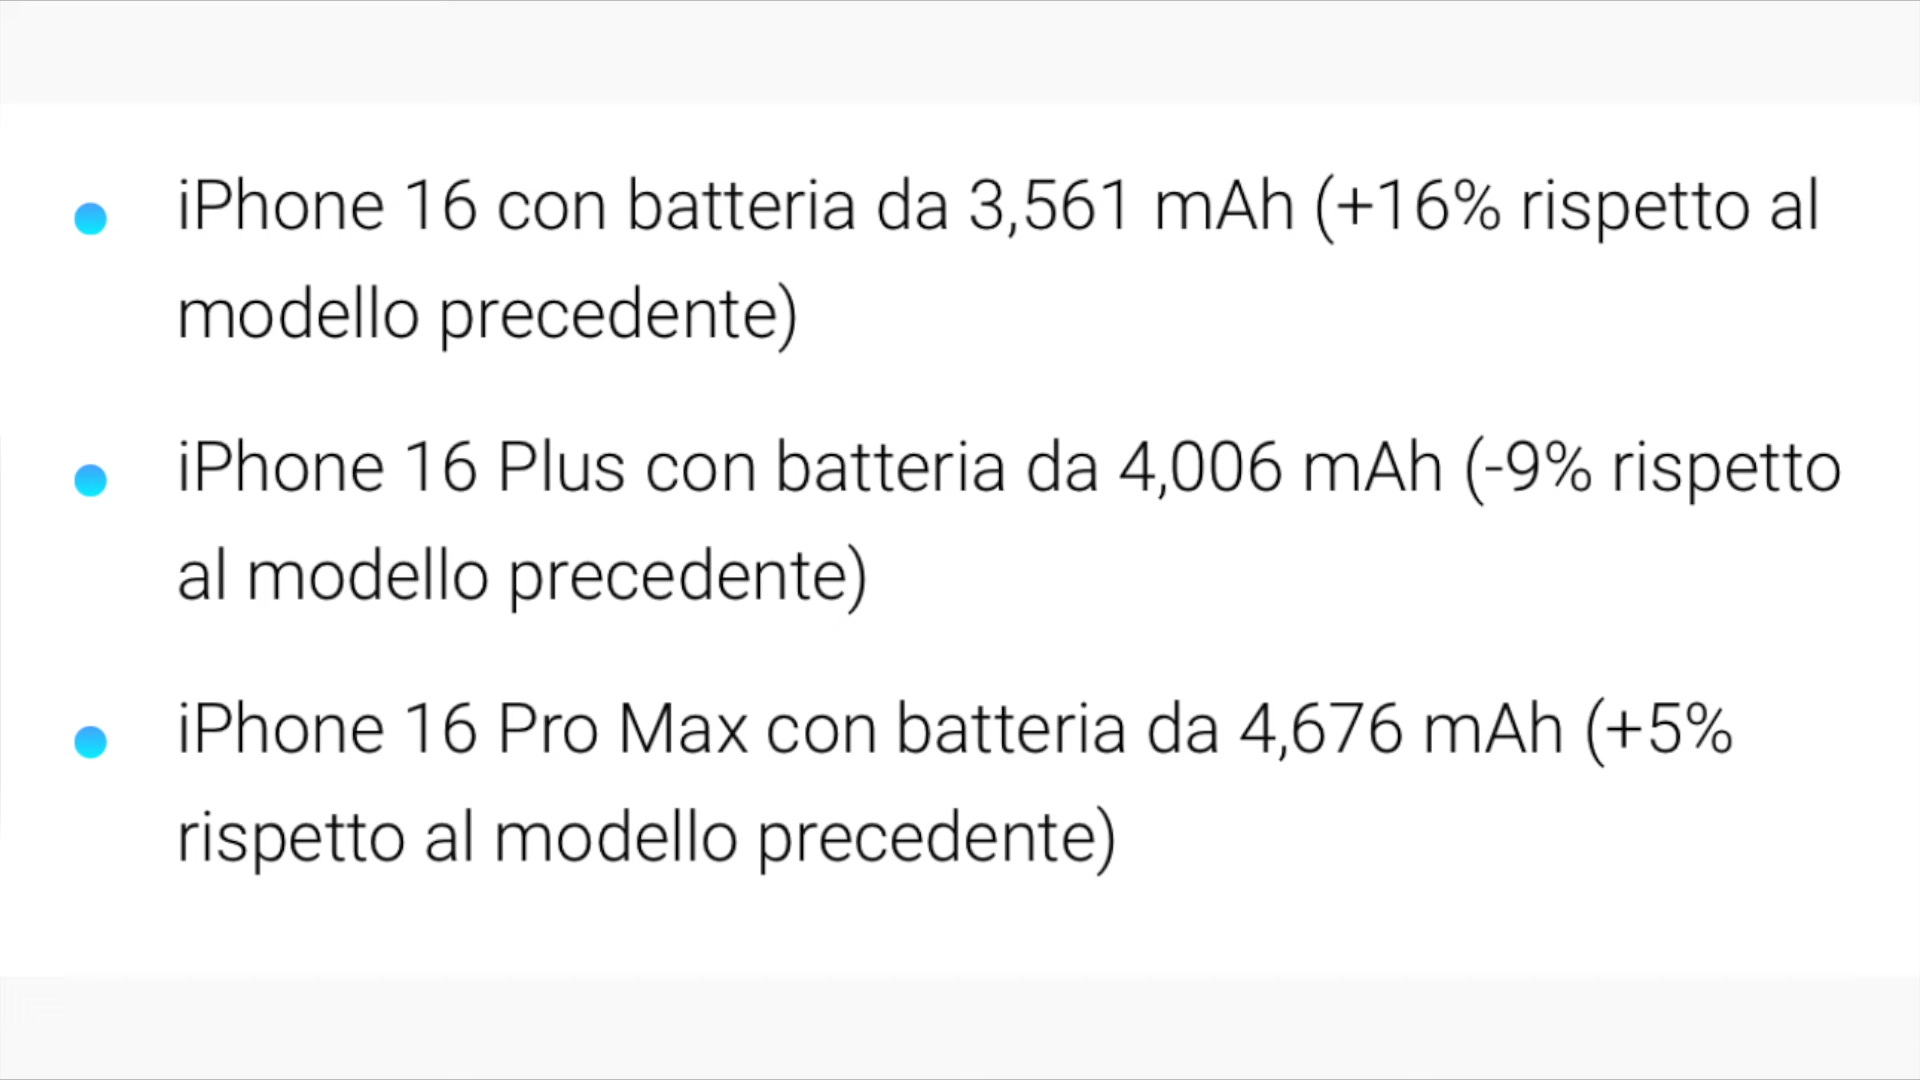 iPhone 16 con batteria da 3,561 mAh (+16% rispetto al
modello precedente)
iPhone 16 Plus con batteria da 4,006 mAh (-9% rispetto
al modello precedente)
iPhone 16 Pro Max con batteria da 4,676 mAh (+5%
rispetto al modello precedente)